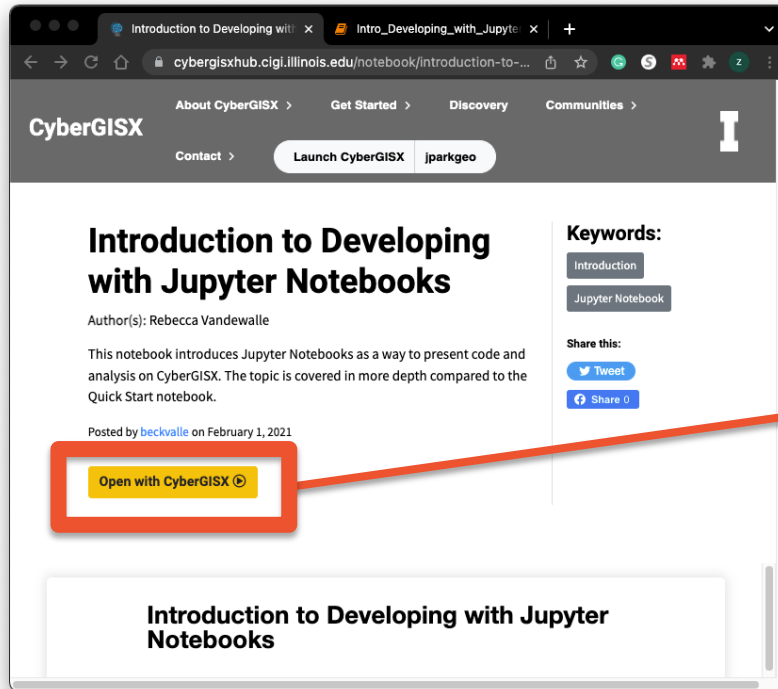 Introduction to Developing with
Intro_Developing_with_Jupyter
cybergisxhub.cigi.illinois.edu/notebook/introduction-to-...
CyberGISX
About CyberGISX >
Get Started >
Discovery
Communities >
Contact >
Launch CyberGISX
jparkgeo
I
Introduction to Developing
with Jupyter Notebooks
Author(s): Rebecca Vandewalle
This notebook introduces Jupyter Notebooks as a way to present code and
analysis on CyberGISX. The topic is covered in more depth compared to the
Quick Start notebook.
Posted by beckvalle on February 1, 2021
Open with CyberGISX
Keywords:
Introduction
Jupyter Notebook
Share this:
Tweet
Share 0
Introduction to Developing with Jupyter
Notebooks